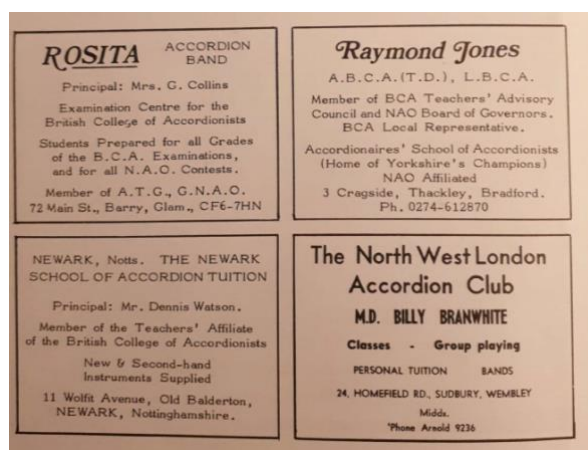 ROSITA ACCORDION
BAND
Principal: Mrs. G. Collins
Examination Centre for the
British College of Accordionists
Students Prepared for all Grades
of the B.C.A. Examinations,
and for all N.A.O. Contests.
Member of A.T.G., G.N.A.O.
72 Main St., Barry, Glam., CF6-7HN
Raymond Jones
A.B.C.A.(T.D.), L.B.C.A.
Member of BCA Teachers' Advisory
Council and NAO Board of Governors.
BCA Local Representative.
Accordionaires' School of Accordionists
(Home of Yorkshire's Champions)
NAO Affiliated
3 Cragside, Thackley, Bradford.
Ph. 0274-612870
NEWARK, Notts. THE NEWARK
SCHOOL OF ACCORDION TUITION
Principal: Mr. Dennis Watson.
Member of the Teachers' Affiliate
of the British College of Accordionists
New & Second-hand
Instruments Supplied
11 Wolfit Avenue, Old Balderton,
NEWARK, Nottinghamshire.
The North West London
Accordion Club
M.D. BILLY BRANWHITE
Classes - Group playing
PERSONAL TUITION BANDS
24, HOMEFIELD RD., SUDBURY, WEMBLEY
Midds.
'Phone Arnold 9236